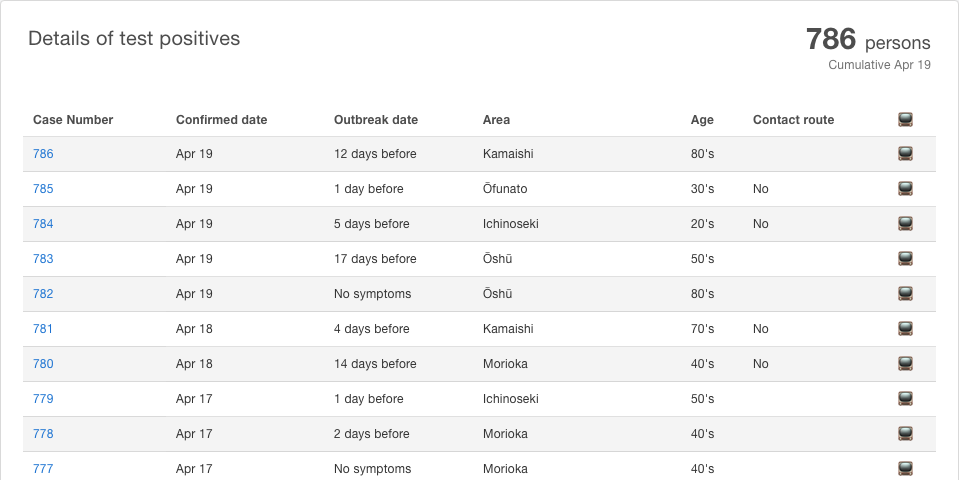 Details of test positives
786 persons
Cumulative Apr 19
Case Number Confirmed date Outbreak date Area Age Contact route
786 Apr 19 12 days before Kamaishi 80's
785 Apr 19 1 day before Ōfunato 30's No
784 Apr 19 5 days before Ichinoseki 20's No
783 Apr 19 17 days before Ōshū 50's
782 Apr 19 No symptoms Ōshū 80's
781 Apr 18 4 days before Kamaishi 70's No
780 Apr 18 14 days before Morioka 40's No
779 Apr 17 1 day before Ichinoseki 50's
778 Apr 17 2 days before Morioka 40's
777 Apr 17 No symptoms Morioka 40's